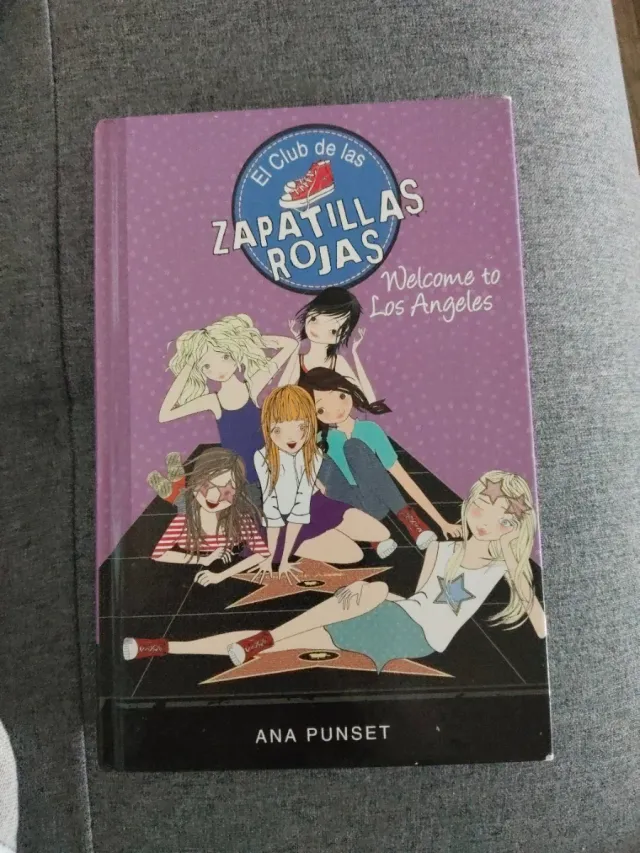 El Club de las
ZAPATILLAS
ROJAS
Welcome to
Los Angeles
ANA PUNSET